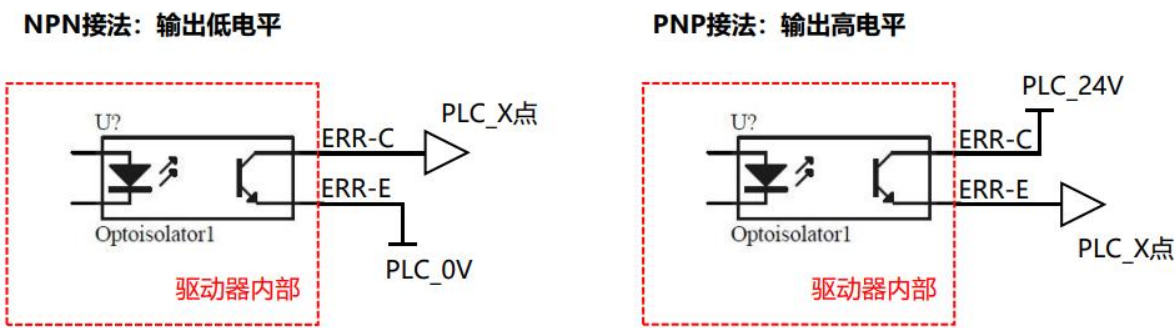 NPN接法：输出低电平
U?
ERR-C
PLC_X点
ERR-E
Optoisolator1
PLC_0V
驱动器内部
PNP接法：输出高电平
PLC_24V
U?
ERR-C
ERR-E
Optoisolator1
PLC_X点
驱动器内部